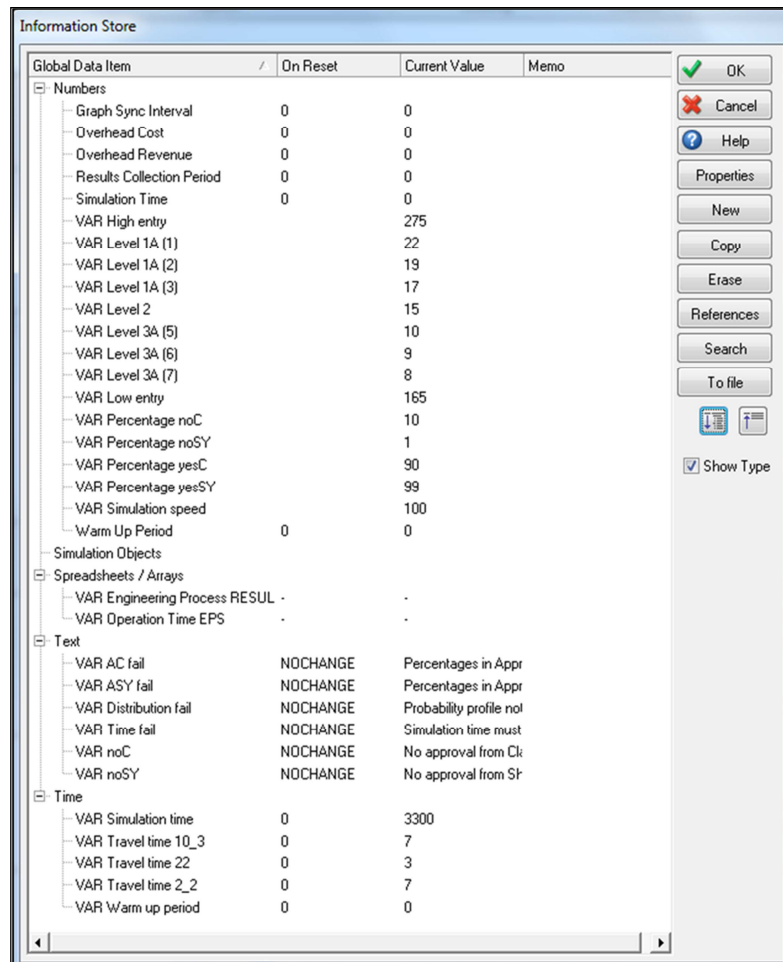 Information Store
Global Data Item On Reset Current Value Memo
Numbers
Graph Sync Interval 0 0
Overhead Cost 0 0
Overhead Revenue 0 0
Results Collection Period 0 0
Simulation Time 0 0
VAR High entry 275
VAR Level 1A (1) 22
VAR Level 1A (2) 19
VAR Level 1A (3) 17
VAR Level 2 15
VAR Level 3A (5) 10
VAR Level 3A (6) 9
VAR Level 3A (7) 8
VAR Low entry 165
VAR Percentage noC 10
VAR Percentage noSY 1
VAR Percentage yesC 90
VAR Percentage yesSY 99
VAR Simulation speed 100
Warm Up Period 0 0
Simulation Objects
Spreadsheets / Arrays
VAR Engineering Process RESUL - -
VAR Operation Time EPS - -
Text
VAR AC fail NOCHANGE Percentages in Appr
VAR ASY fail NOCHANGE Percentages in Appr
VAR Distribution fail NOCHANGE Probability profile not
VAR Time fail NOCHANGE Simulation time must
VAR noC NOCHANGE No approval from Cla
VAR noSY NOCHANGE No approval from Sh
Time
VAR Simulation time 0 3300
VAR Travel time 10_3 0 7
VAR Travel time 22 0 3
VAR Travel time 2_2 0 7
VAR Warm up period 0 0
OK
Cancel
Help
Properties
New
Copy
Erase
References
Search
To file
Show Type